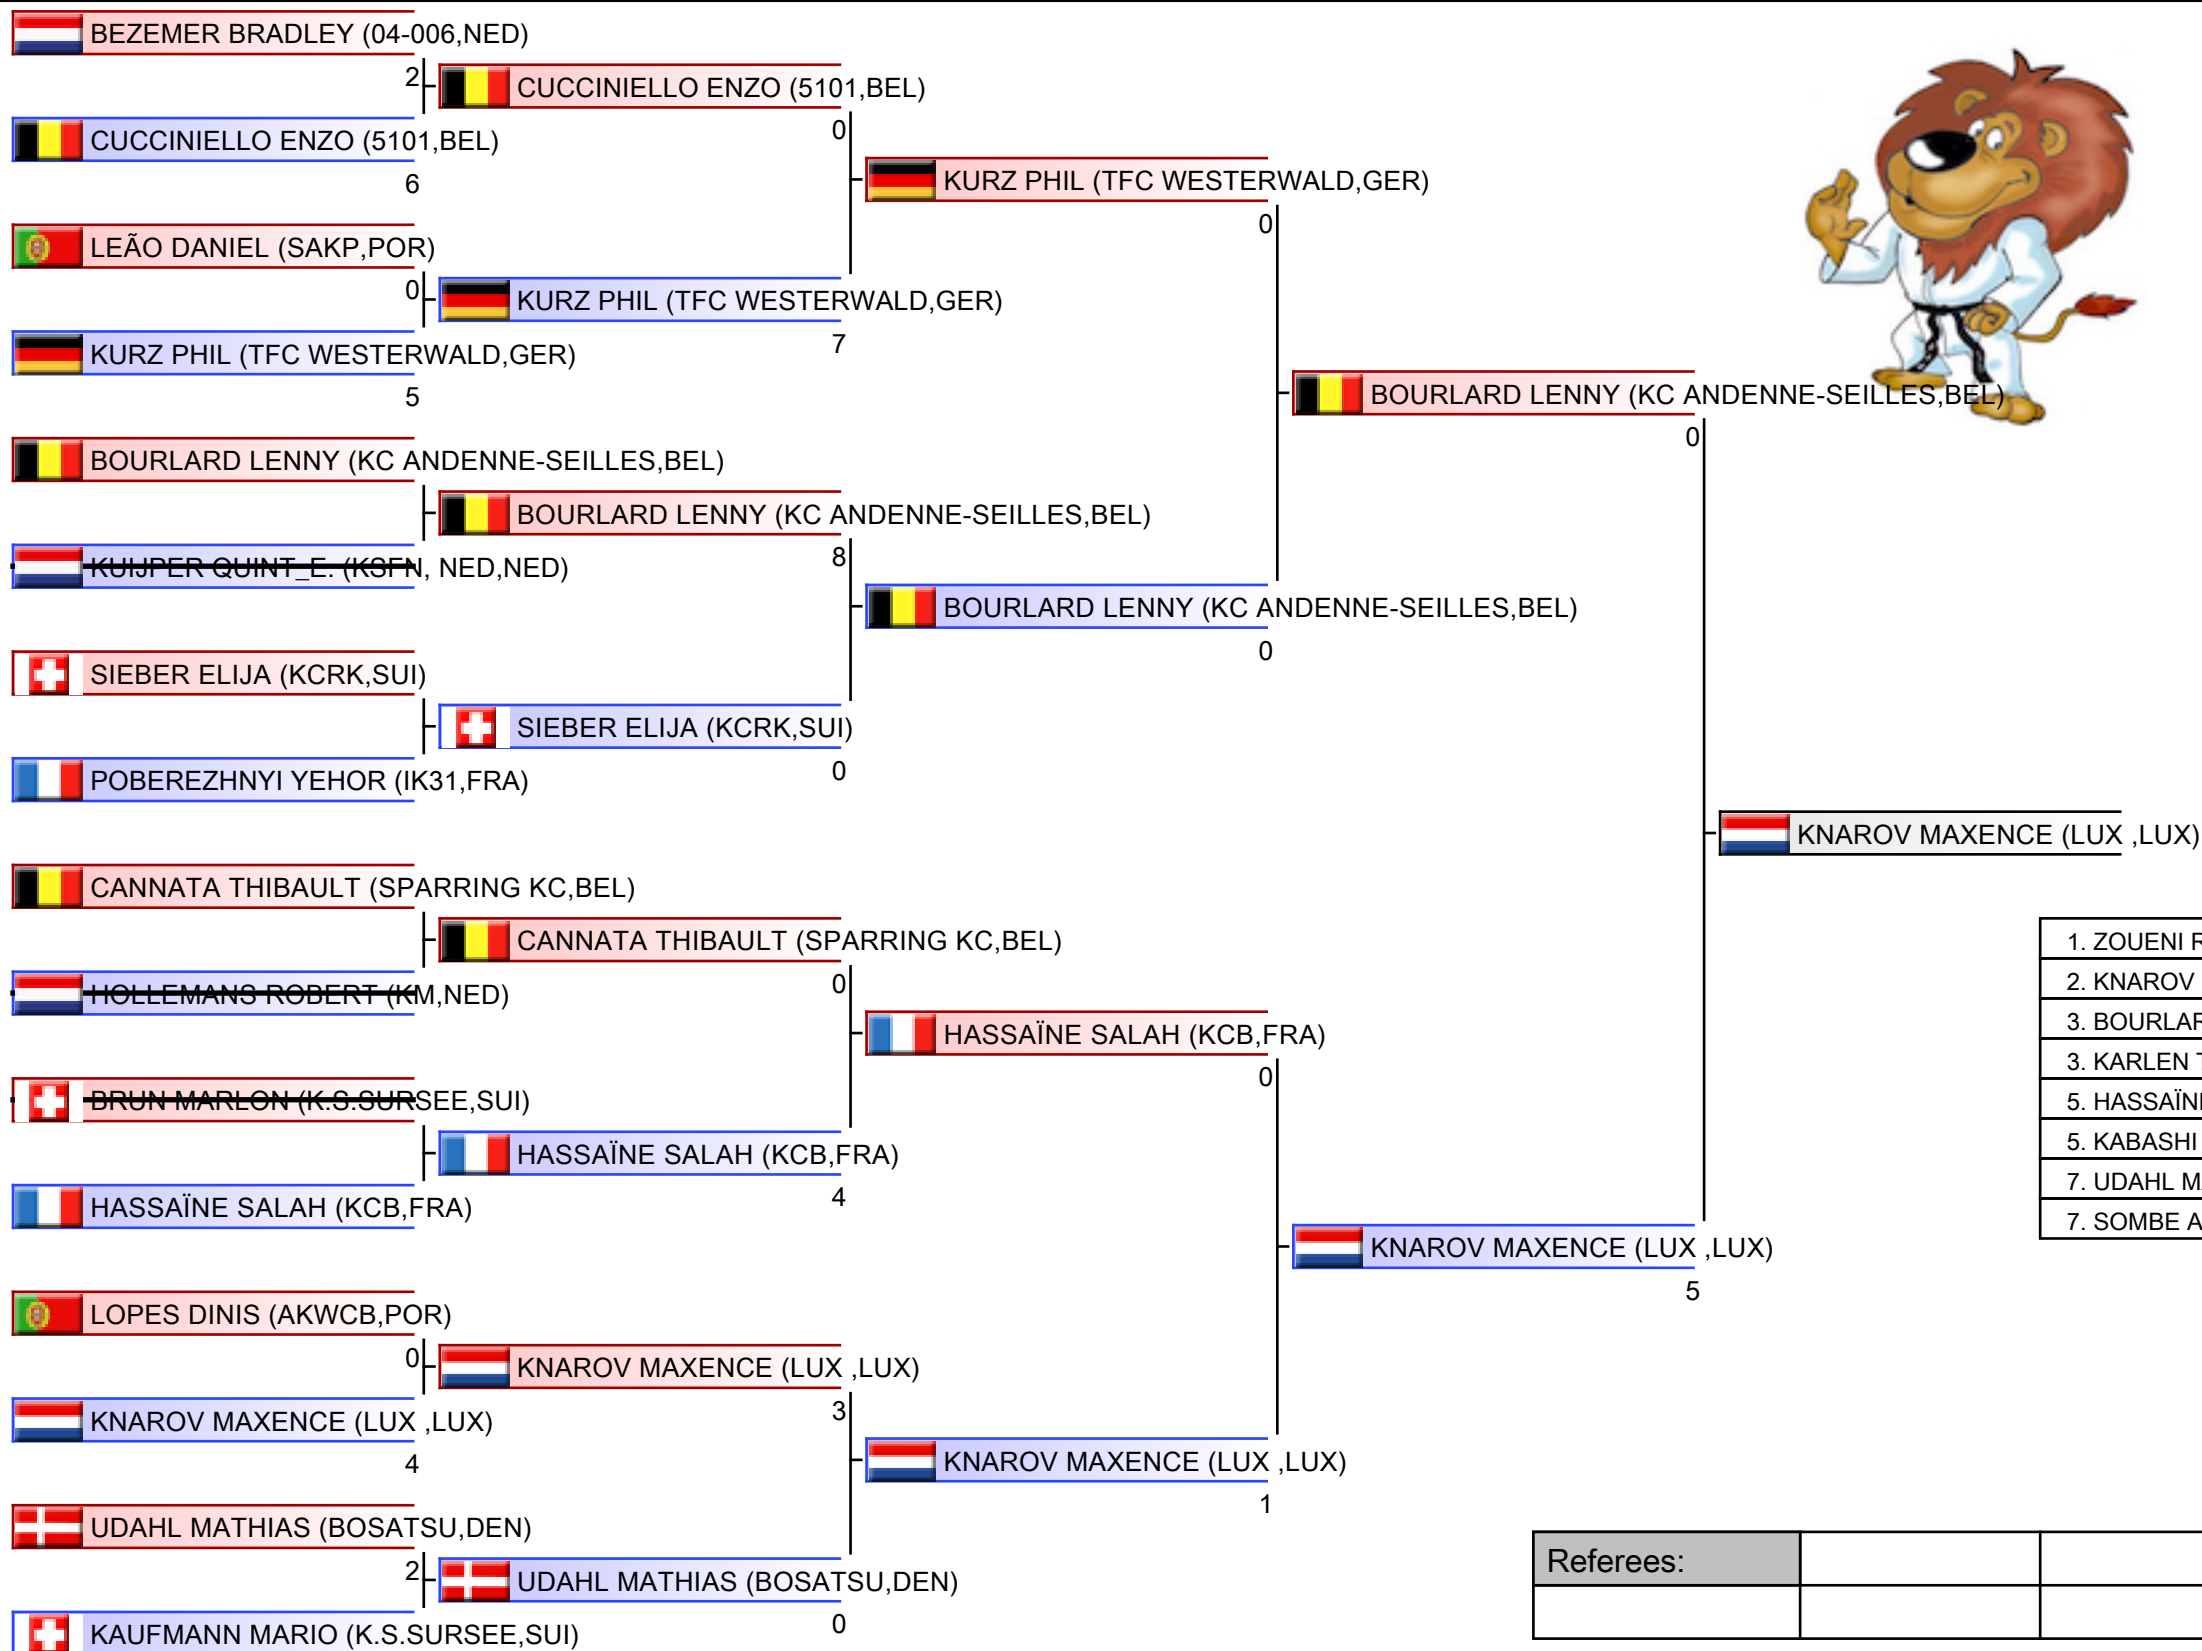 BEZEMER BRADLEY (04-006,NED)
2
CUCCINIELLO ENZO (5101,BEL)
CUCCINIELLO ENZO (5101,BEL)
0
6
KURZ PHIL (TFC WESTERWALD,GER)
0
LEÃO DANIEL (SAKP,POR)
0
KURZ PHIL (TFC WESTERWALD,GER)
7
KURZ PHIL (TFC WESTERWALD,GER)
5
BOURLARD LENNY (KC ANDENNE-SEILLES,BEL)
0
BOURLARD LENNY (KC ANDENNE-SEILLES,BEL)
BOURLARD LENNY (KC ANDENNE-SEILLES,BEL)
8
KUIJPER QUINT_E. (KSFN, NED,NED)
BOURLARD LENNY (KC ANDENNE-SEILLES,BEL)
0
SIEBER ELIJA (KCRK,SUI)
SIEBER ELIJA (KCRK,SUI)
0
POBEREZHNYI YEHOR (IK31,FRA)
KNAROV MAXENCE (LUX ,LUX)
CANNATA THIBAULT (SPARRING KC,BEL)
CANNATA THIBAULT (SPARRING KC,BEL)
0
HOLLEMANS ROBERT (KM,NED)
HASSAÏNE SALAH (KCB,FRA)
0
BRUN MARLON (K.S.SURSEE,SUI)
HASSAÏNE SALAH (KCB,FRA)
4
HASSAÏNE SALAH (KCB,FRA)
1. ZOUENI
2. KNAROV
3. BOURLAR
3. KARLEN
5. HASSAÏN
5. KABASHI
7. UDAHL
7. SOMBE
KNAROV MAXENCE (LUX ,LUX)
5
LOPES DINIS (AKWCB,POR)
0
KNAROV MAXENCE (LUX ,LUX)
3
KNAROV MAXENCE (LUX ,LUX)
4
KNAROV MAXENCE (LUX ,LUX)
1
UDAHL MATHIAS (BOSATSU,DEN)
2
UDAHL MATHIAS (BOSATSU,DEN)
0
KAUFMANN MARIO (K.S.SURSEE,SUI)
Referees: